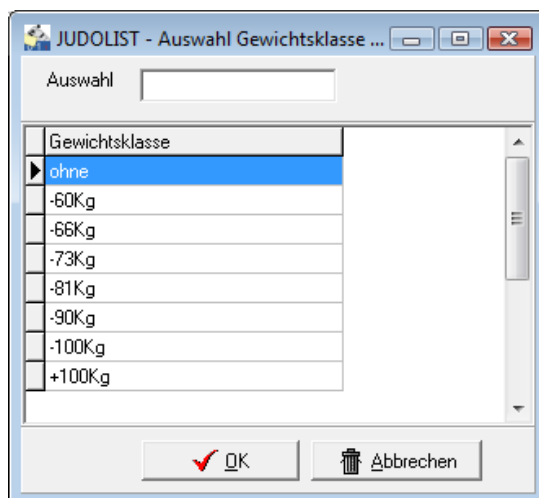 JUDOLIST - Auswahl Gewichtsklasse ...
Auswahl
Gewichtsklasse
ohne
-60Kg
-66Kg
-73Kg
-81Kg
-90Kg
-100Kg
+100Kg
OK Abbrechen